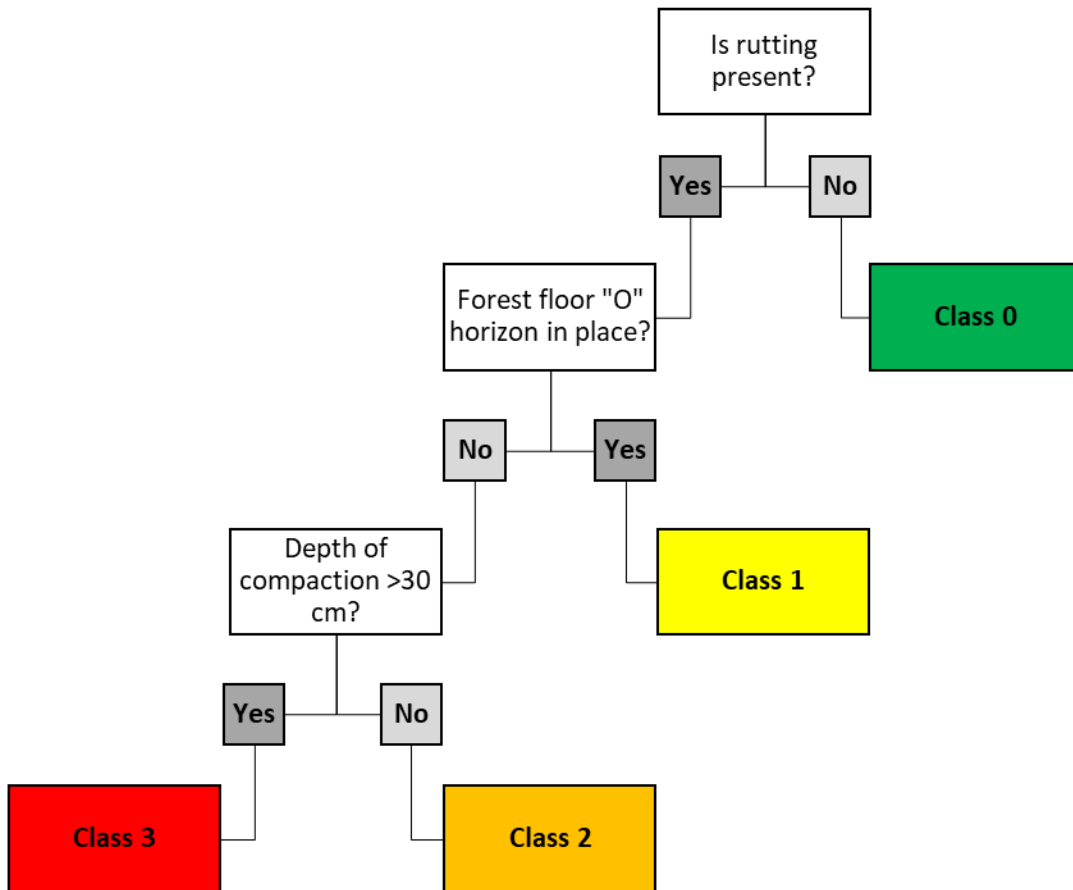 Is rutting
present?
Yes
No
Forest floor "O"
horizon in place?
Class 0
No
Yes
Depth of
compaction >30
cm?
Class 1
Yes
No
Class 3
Class 2